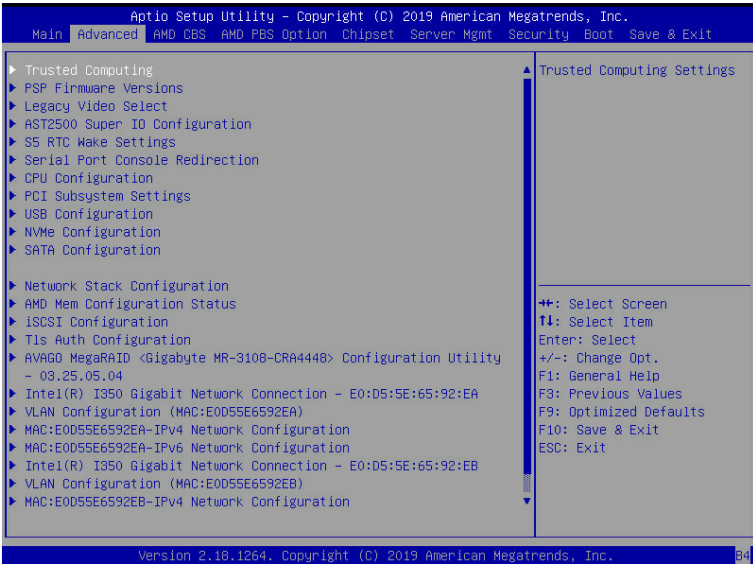 Aptio Setup Utility – Copyright (C) 2019 American Megatrends, Inc.
Main Advanced AMD CBS AMD PBS Option Chipset Server Mgmt Security Boot Save & Exit
Trusted Computing
PSP Firmware Versions
Legacy Video Select
AST2500 Super IO Configuration
S5 RTC Wake Settings
Serial Port Console Redirection
CPU Configuration
PCI Subsystem Settings
USB Configuration
NVMe Configuration
SATA Configuration
Network Stack Configuration
AMD Mem Configuration Status
iSCSI Configuration
Tls Auth Configuration
AVAGO MegaRAID <Gigabyte MR-3108-CRA4448> Configuration Utility
– 03.25.05.04
Intel(R) I350 Gigabit Network Connection – E0:D5:5E:65:92:EA
VLAN Configuration (MAC:E0D55E6592EA)
MAC:E0D55E6592EA-IPv4 Network Configuration
MAC:E0D55E6592EA-IPv6 Network Configuration
Intel(R) I350 Gigabit Network Connection – E0:D5:5E:65:92:EB
VLAN Configuration (MAC:E0D55E6592EB)
MAC:E0D55E6592EB-IPv4 Network Configuration
Trusted Computing Settings
→←: Select Screen
↑↓: Select Item
Enter: Select
+/-: Change Opt.
F1: General Help
F3: Previous Values
F9: Optimized Defaults
F10: Save & Exit
ESC: Exit
Version 2.18.1264. Copyright (C) 2019 American Megatrends, Inc.
B4